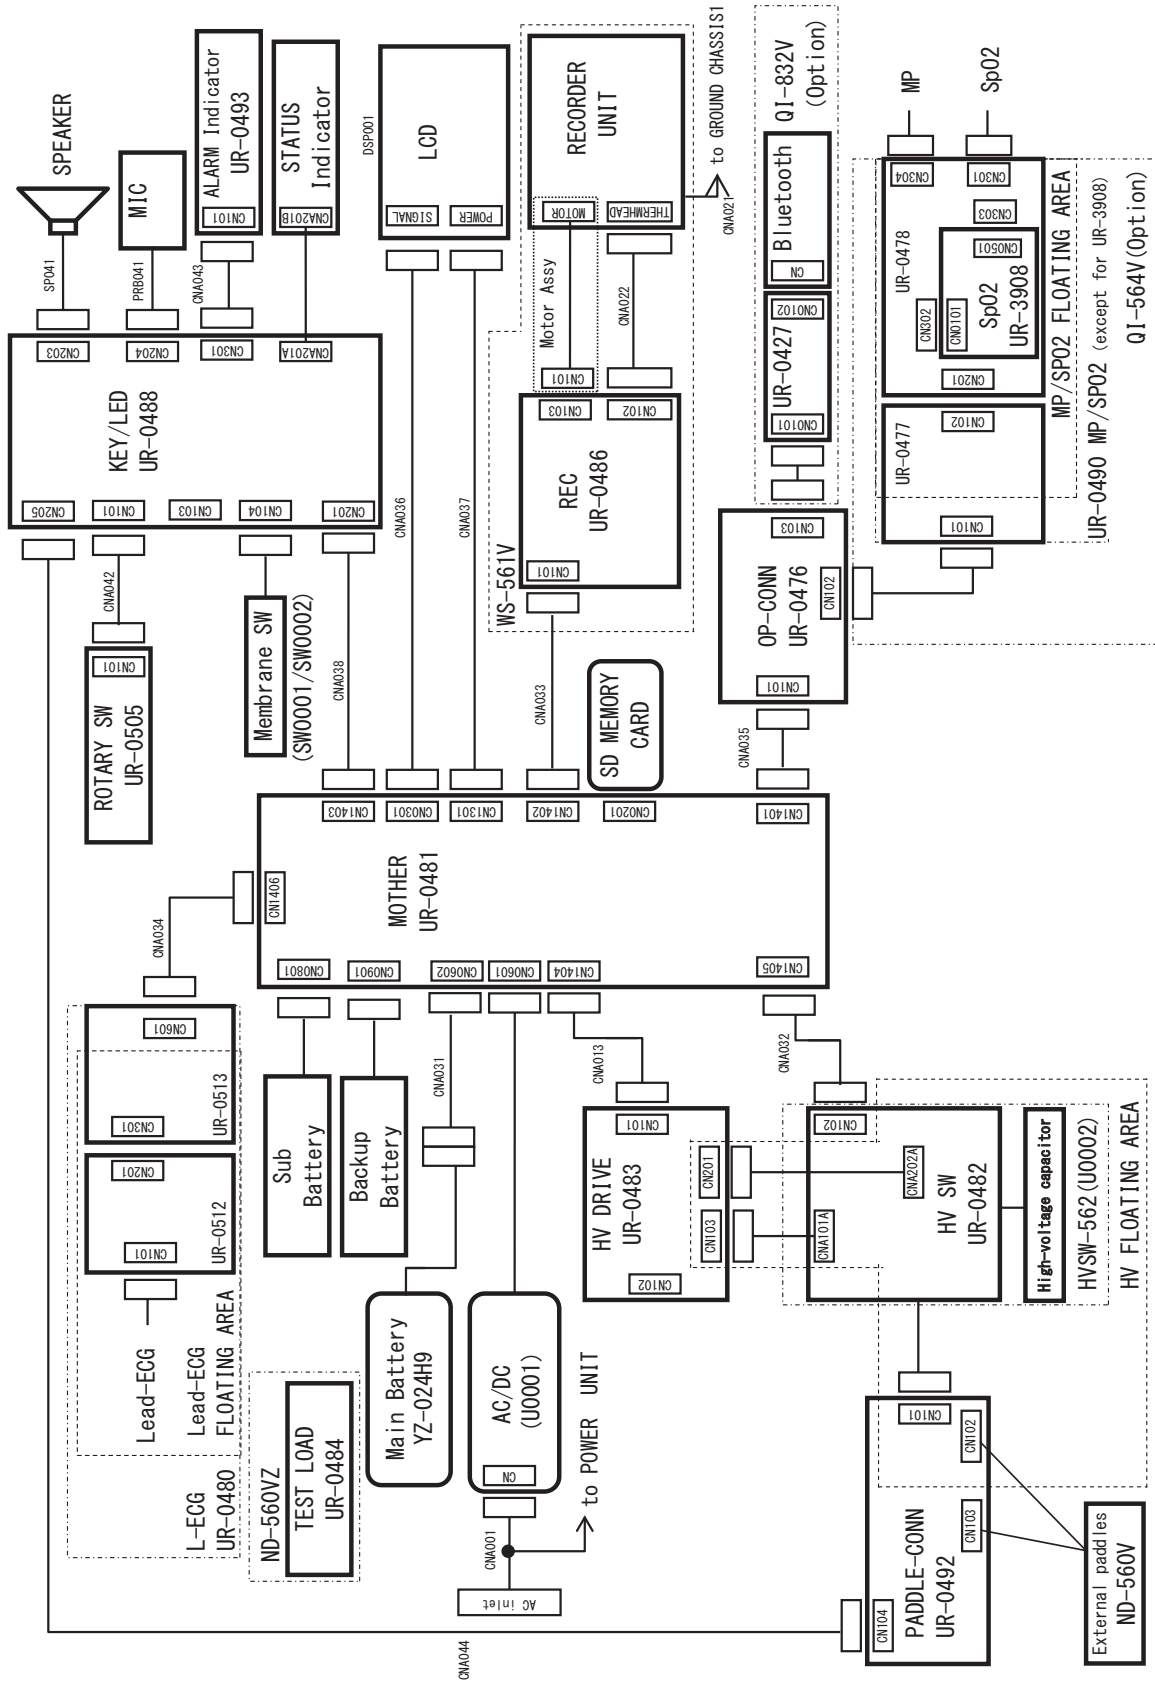 SPEAKER
SP041
CN203
MIC
PRB041
CN204
ALARM Indicator
UR-0493
CN101
CNA043
CN301
STATUS
Indicator
CNA201B
CNA201A
KEY/LED
UR-0488
CN205
CN101
CN103
CN104
CN201
CNA042
ROTARY SW
UR-0505
CN101
Membrane SW
(SW0001/SW0002)
CNA038
DSP001
LCD
SIGNAL
POWER
CNA036
CNA037
RECORDER
UNIT
MOTOR
THERMHEAD
to GROUND CHASSIS1
CNA021
Motor Assy
CNA022
CN101
CN103
CN102
REC
UR-0486
CN101
WS-561V
CNA033
SD MEMORY
CARD
QI-832V
(Option)
Bluetooth
CN
CN0102
UR-0427
CN0101
OP-CONN
UR-0476
CN103
CN102
CN101
CNA035
MP
SpO2
CN304
CN301
CN303
UR-0478
CN302
CN0501
CN0101
SpO2
UR-3908
CN201
MP/SPO2 FLOATING AREA
UR-0477
CN102
CN101
UR-0490 MP/SPO2 (except for UR-3908)
QI-564V(Option)
MOTHER
UR-0481
CN1403
CN0301
CN1301
CN1402
CN0201
CN1401
CN1406
CN0801
CN0901
CN0602
CN0601
CN1404
CN1405
CNA034
CN601
UR-0513
CN301
CN201
UR-0512
CN101
Lead-ECG
Lead-ECG
FLOATING AREA
L-ECG
UR-0480
Sub
Battery
Backup
Battery
CNA031
Main Battery
YZ-024H9
ND-560VZ
TEST LOAD
UR-0484
AC/DC
(U0001)
CN
CNA001
AC inlet
to POWER UNIT
CNA044
CNA013
HV DRIVE
UR-0483
CN101
CN201
CN103
CN102
CNA032
CN102
CNA202A
CNA101A
HV SW
UR-0482
High-voltage capacitor
HVSW-562(U0002)
HV FLOATING AREA
CN101
CN102
CN103
CN104
PADDLE-CONN
UR-0492
External paddles
ND-560V